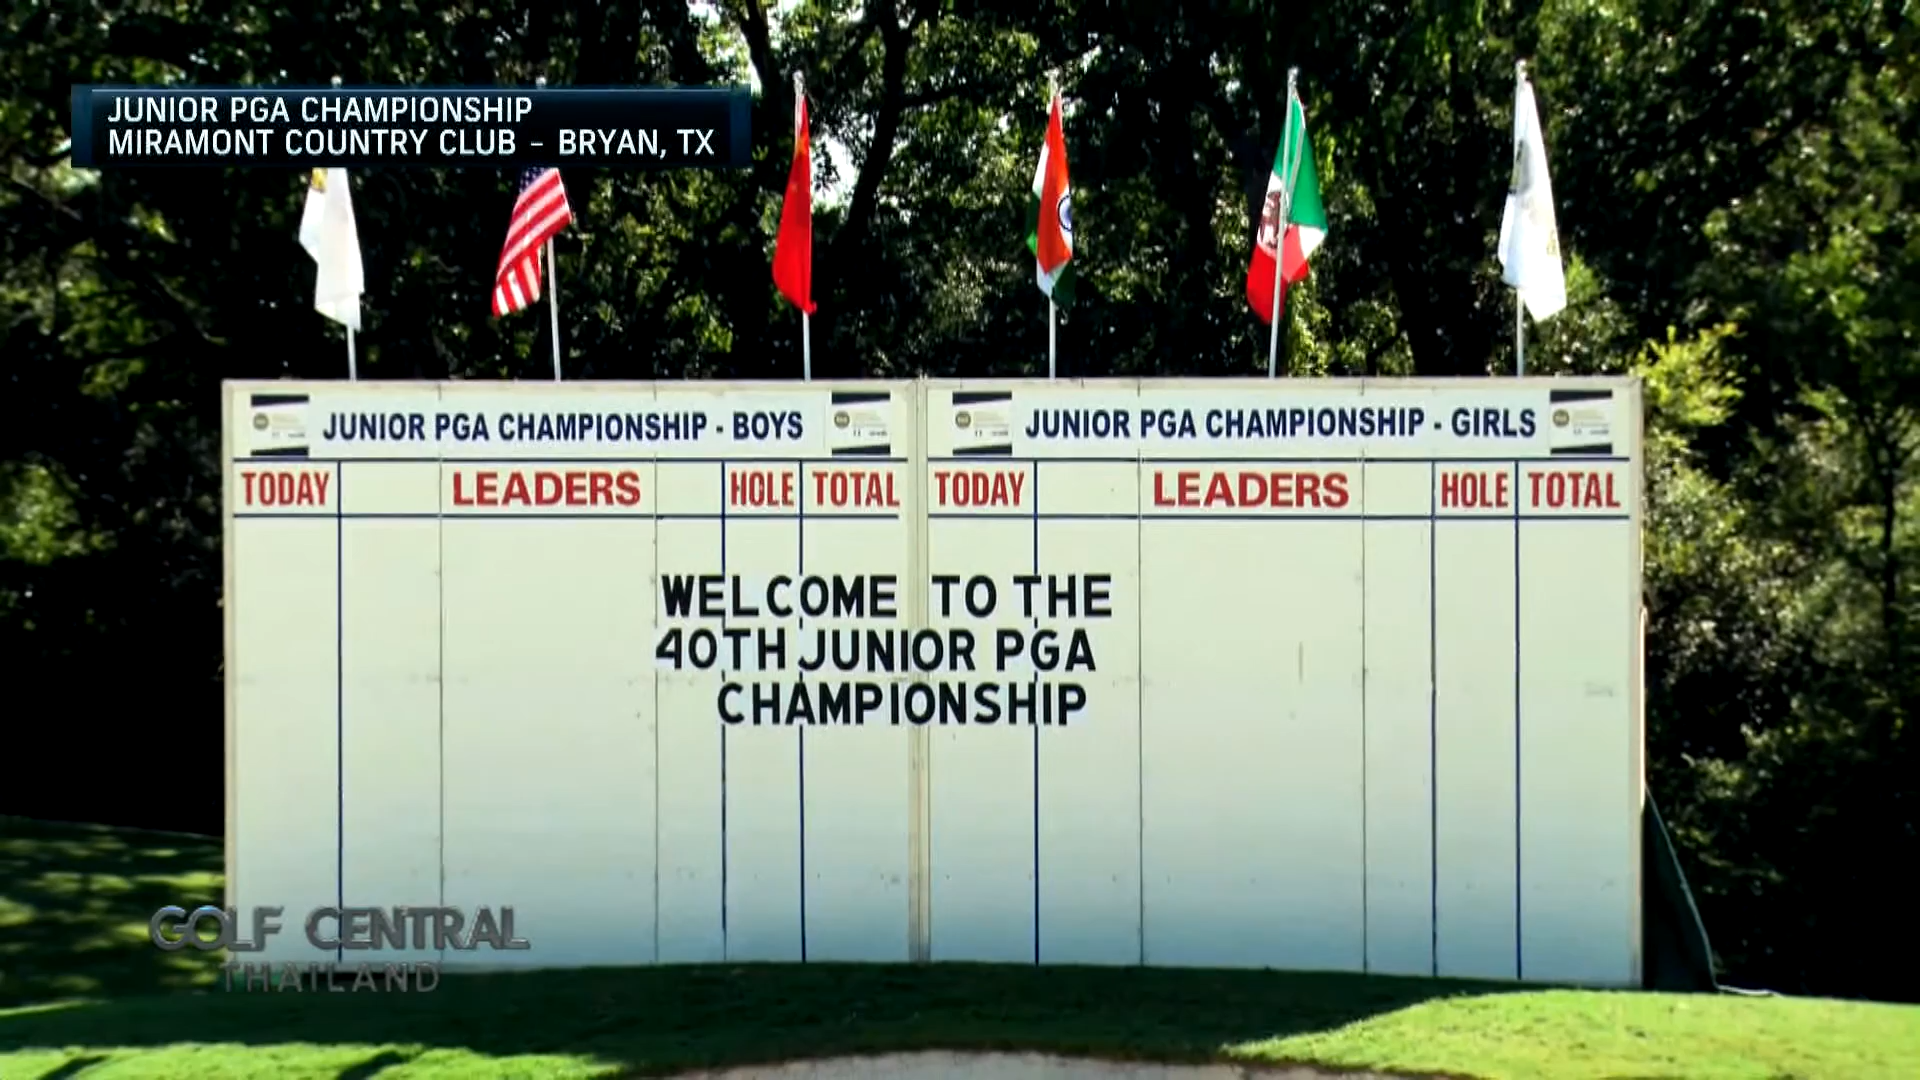 JUNIOR PGA CHAMPIONSHIP
MIRAMONT COUNTRY CLUB - BRYAN, TX
JUNIOR PGA CHAMPIONSHIP - BOYS
JUNIOR PGA CHAMPIONSHIP - GIRLS
TODAY LEADERS HOLE TOTAL
TODAY LEADERS HOLE TOTAL
WELCOME TO THE
40TH JUNIOR PGA
CHAMPIONSHIP
GOLF CENTRAL
THAILAND